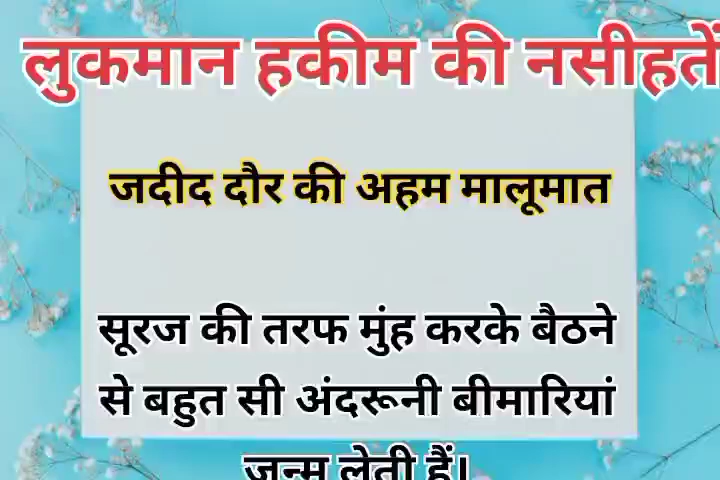 लुकमान हकीम की नसीहतें
जदीद दौर की अहम मालूमात
सूरज की तरफ मुंह करके बैठने
से बहुत सी अंदरूनी बीमारियां
जन्म लेती हैं।